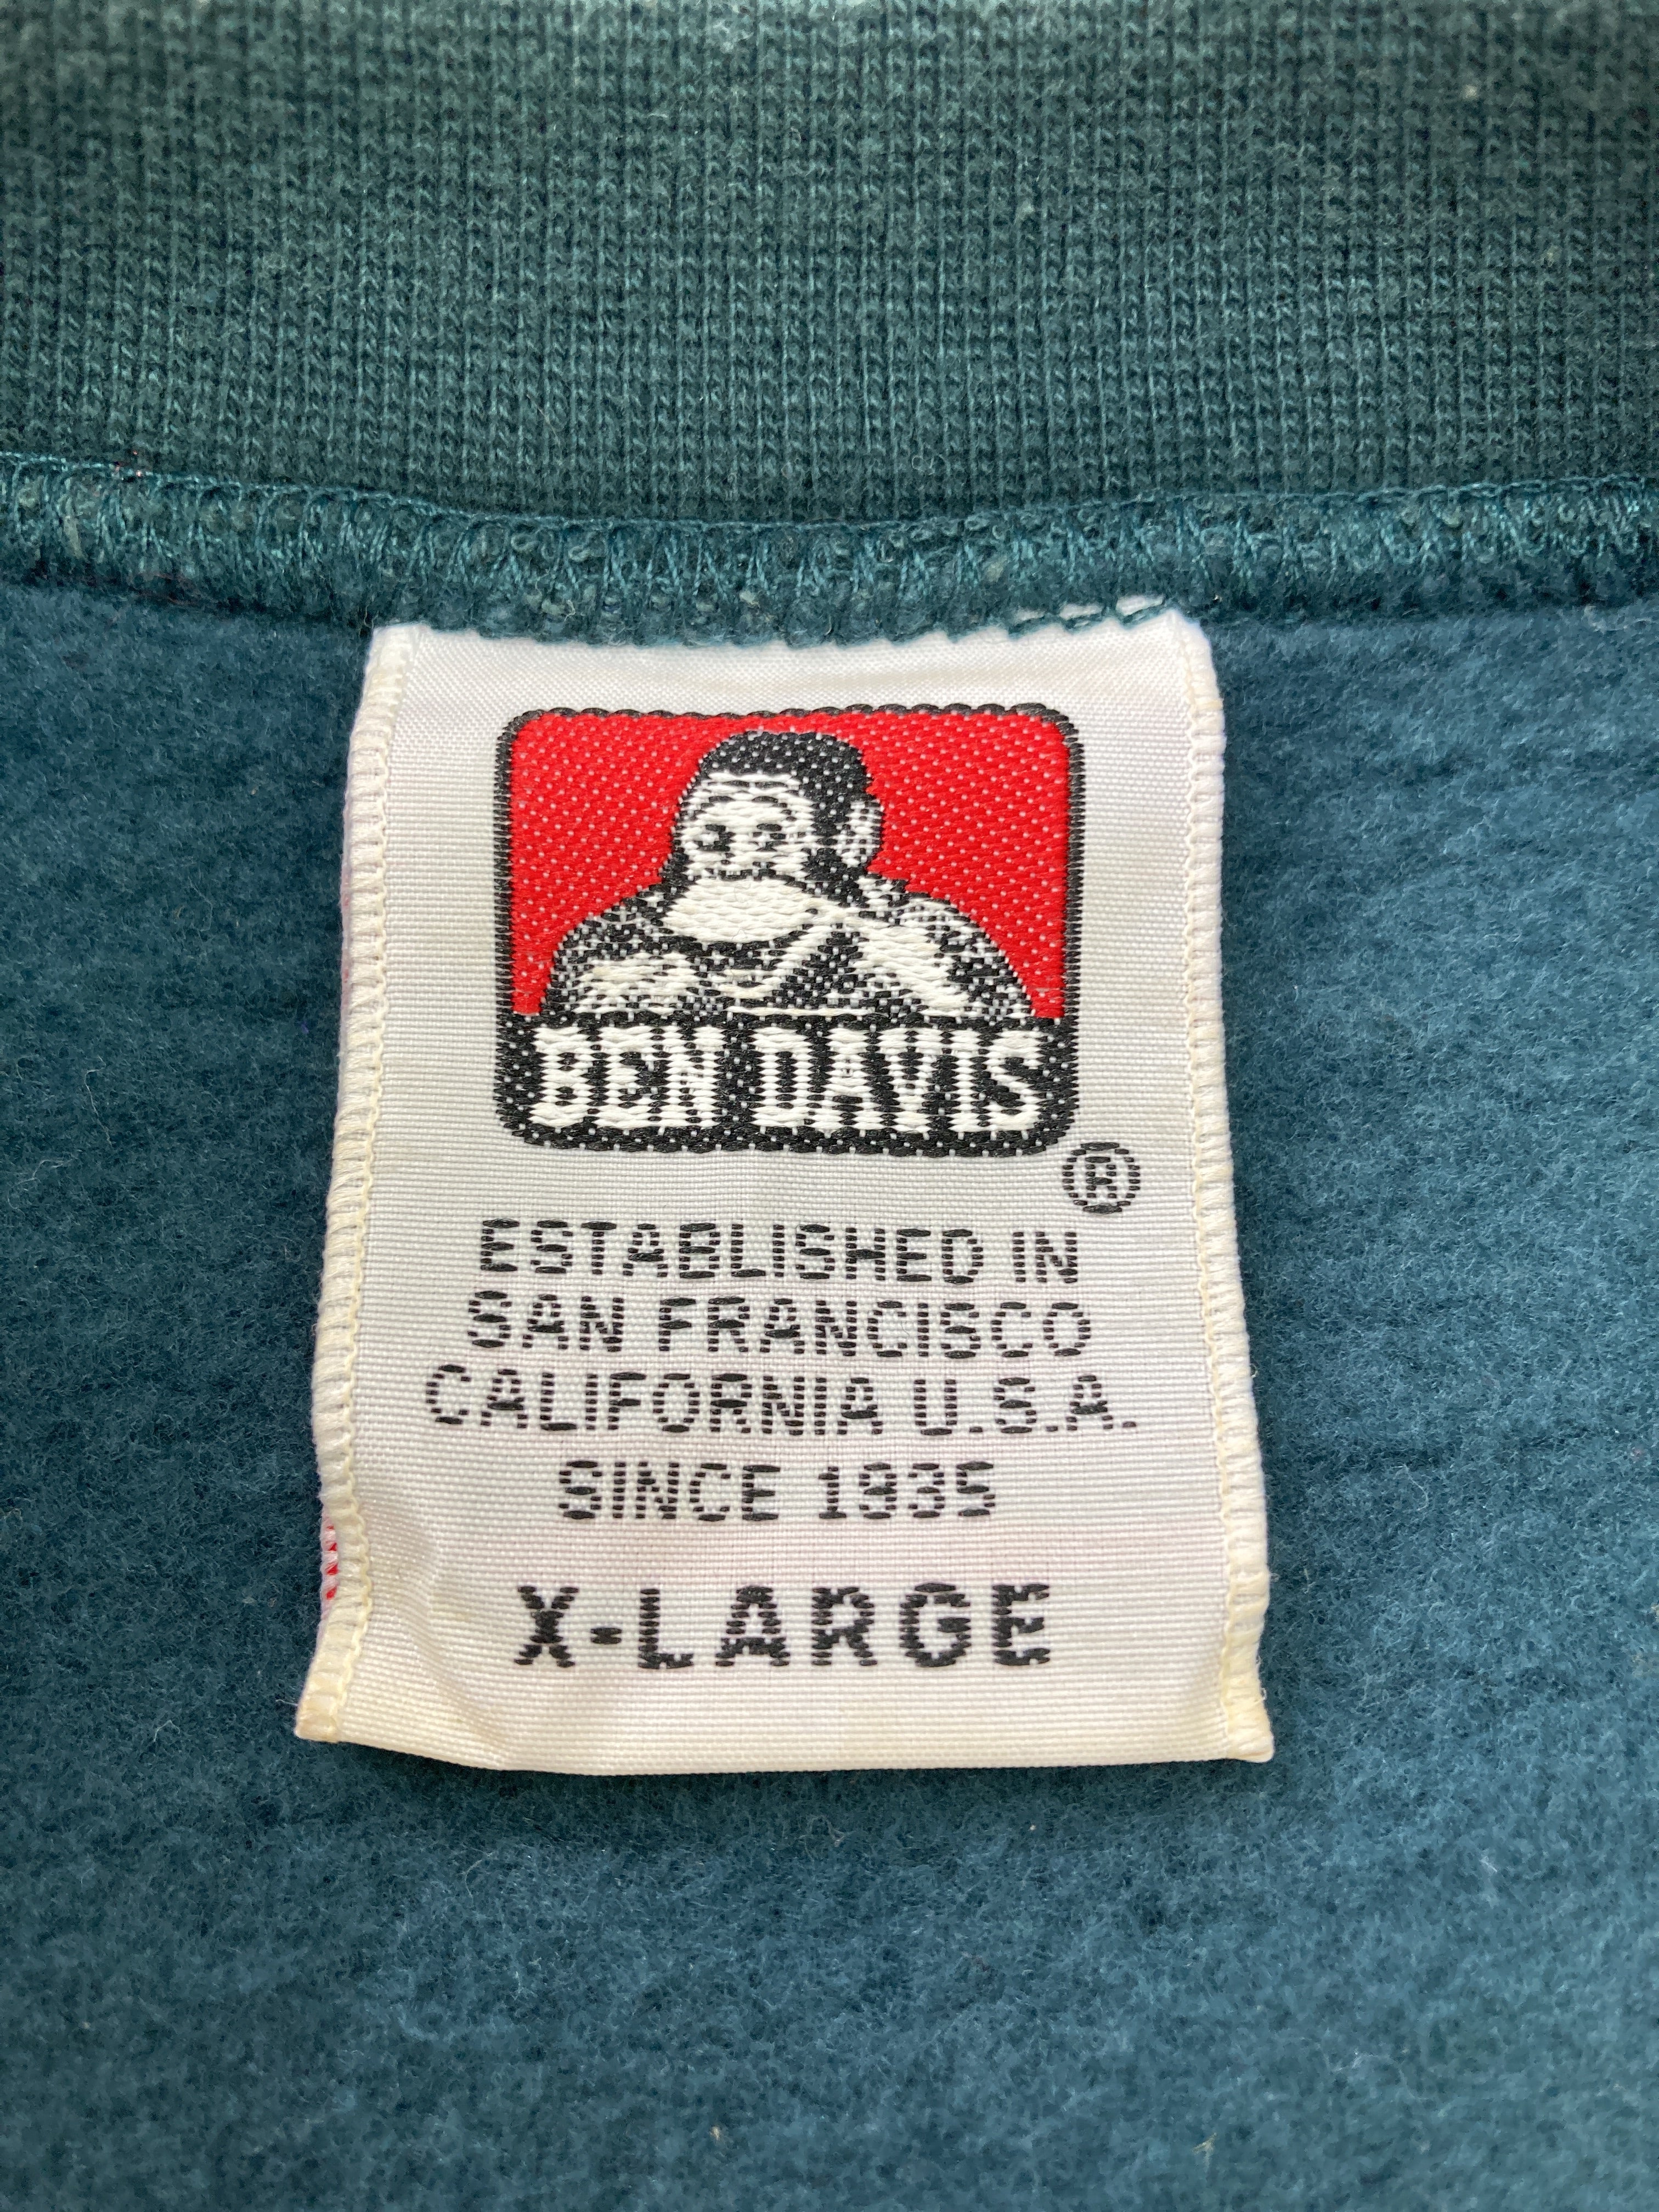 BEN DAVIS
®
ESTABLISHED IN
SAN FRANCISCO
CALIFORNIA U.S.A.
SINCE 1935
X-LARGE